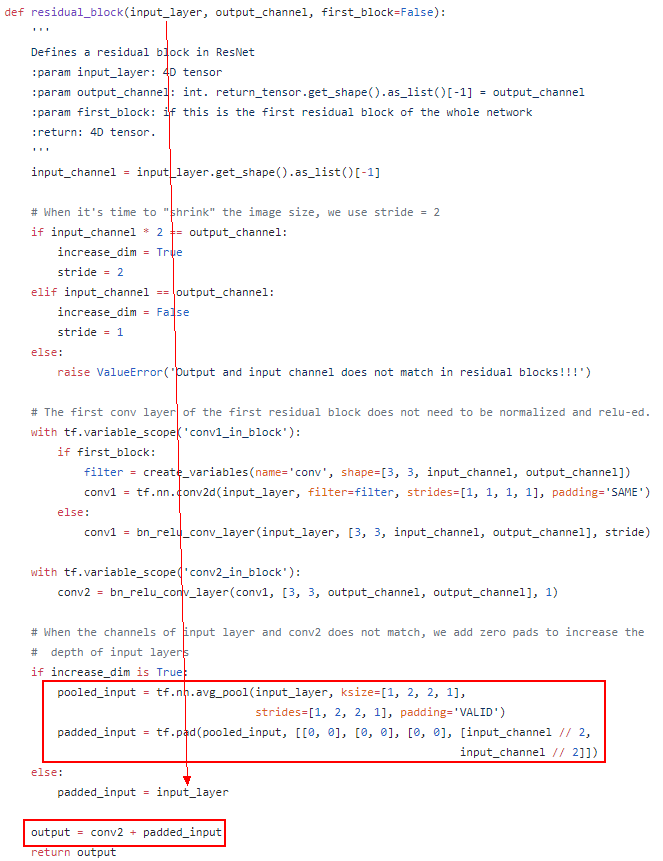 def residual_block(input_layer, output_channel, first_block=False):
    '''
    Defines a residual block in ResNet
    :param input_layer: 4D tensor
    :param output_channel: int. return_tensor.get_shape().as_list()[-1] = output_channel
    :param first_block: if this is the first residual block of the whole network
    :return: 4D tensor.
    '''
    input_channel = input_layer.get_shape().as_list()[-1]

    # When it's time to "shrink" the image size, we use stride = 2
    if input_channel * 2 == output_channel:
        increase_dim = True
        stride = 2
    elif input_channel == output_channel:
        increase_dim = False
        stride = 1
    else:
        raise ValueError('Output and input channel does not match in residual blocks!!!')

    # The first conv layer of the first residual block does not need to be normalized and relu-ed.
    with tf.variable_scope('conv1_in_block'):
        if first_block:
            filter = create_variables(name='conv', shape=[3, 3, input_channel, output_channel])
            conv1 = tf.nn.conv2d(input_layer, filter=filter, strides=[1, 1, 1, 1], padding='SAME')
        else:
            conv1 = bn_relu_conv_layer(input_layer, [3, 3, input_channel, output_channel], stride)

    with tf.variable_scope('conv2_in_block'):
        conv2 = bn_relu_conv_layer(conv1, [3, 3, output_channel, output_channel], 1)

    # When the channels of input layer and conv2 does not match, we add zero pads to increase the
    #  depth of input layers
    if increase_dim is True:
        pooled_input = tf.nn.avg_pool(input_layer, ksize=[1, 2, 2, 1],
                                      strides=[1, 2, 2, 1], padding='VALID')
        padded_input = tf.pad(pooled_input, [[0, 0], [0, 0], [0, 0], [input_channel // 2,
                                                                     input_channel // 2]])
    else:
        padded_input = input_layer

    output = conv2 + padded_input
    return output